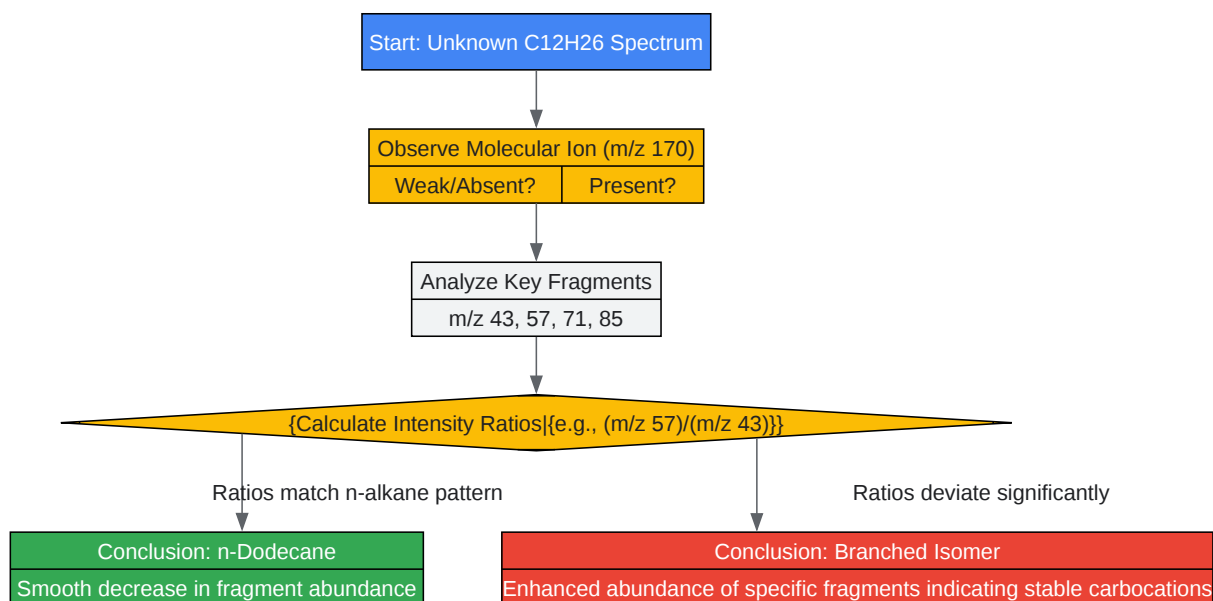 Start: Unknown C12H26 Spectrum
Observe Molecular Ion (m/z 170)
Weak/Absent?
Present?
Analyze Key Fragments
m/z 43, 57, 71, 85
{Calculate Intensity Ratios|{e.g., (m/z 57)/(m/z 43)}}
Ratios match n-alkane pattern
Ratios deviate significantly
Conclusion: n-Dodecane
Smooth decrease in fragment abundance
Conclusion: Branched Isomer
Enhanced abundance of specific fragments indicating stable carbocations